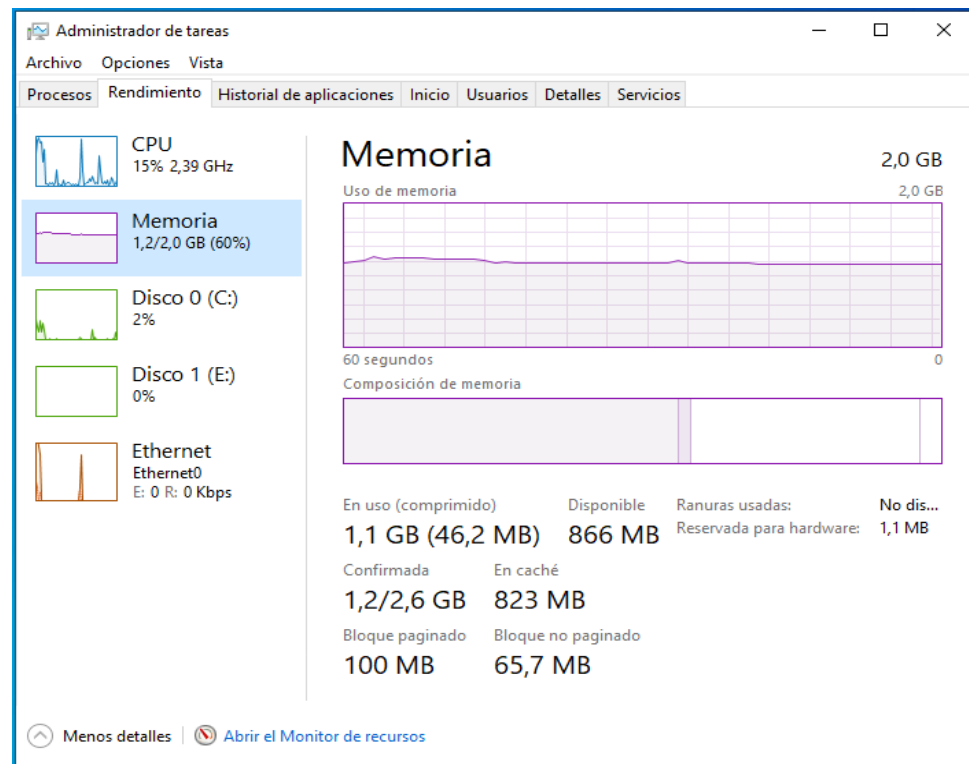 Administrador de tareas
Archivo Opciones Vista
Procesos Rendimiento Historial de aplicaciones Inicio Usuarios Detalles Servicios
CPU
15% 2,39 GHz
Memoria
1,2/2,0 GB (60%)
Disco 0 (C:)
2%
Disco 1 (E:)
0%
Ethernet
Ethernet0
E: 0 R: 0 Kbps
Memoria 2,0 GB
Uso de memoria 2,0 GB
60 segundos 0
Composición de memoria
En uso (comprimido) Disponible Ranuras usadas: No dis...
1,1 GB (46,2 MB) 866 MB Reservada para hardware: 1,1 MB
Confirmada En caché
1,2/2,6 GB 823 MB
Bloque paginado Bloque no paginado
100 MB 65,7 MB
Menos detalles Abrir el Monitor de recursos